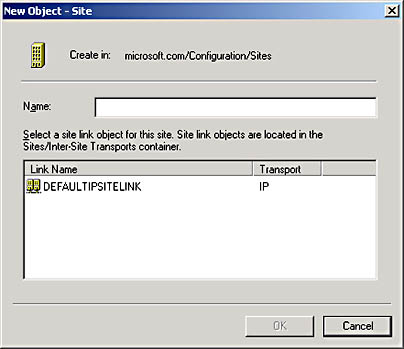 New Object - Site
Create in: microsoft.com/Configuration/Sites
Name:
Select a site link object for this site. Site link objects are located in the
Sites/Inter-Site Transports container.
Link Name Transport
DEFAULTIPSITELINK IP
OK Cancel